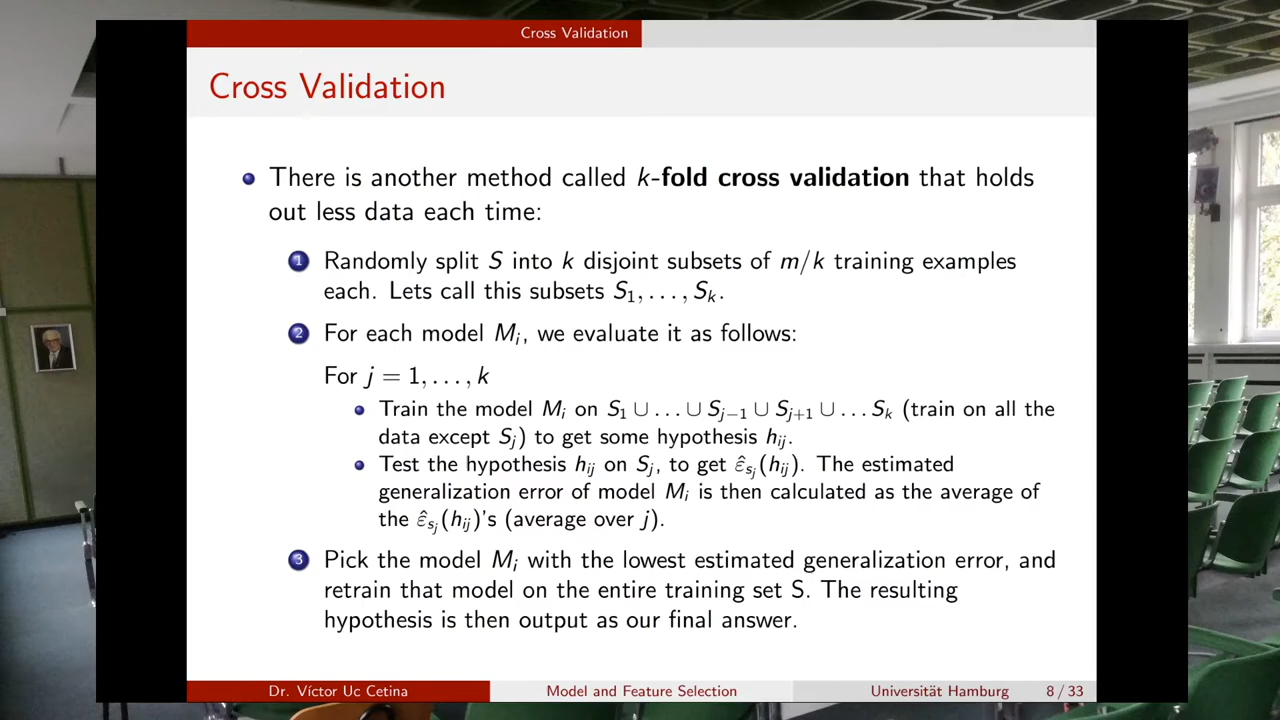 Cross Validation
Cross Validation
There is another method called k-fold cross validation that holds
out less data each time:
1 Randomly split S into k disjoint subsets of m/k training examples
each. Lets call this subsets S₁, . . . , Sₖ.
2 For each model Mᵢ, we evaluate it as follows:
For j = 1, . . . , k
Train the model Mᵢ on S₁ ∪ . . . ∪ Sⱼ₋₁ ∪ Sⱼ₊₁ ∪ . . . Sₖ (train on all the
data except Sⱼ) to get some hypothesis hᵢⱼ.
Test the hypothesis hᵢⱼ on Sⱼ, to get ε̂_{sⱼ}(hᵢⱼ). The estimated
generalization error of model Mᵢ is then calculated as the average of
the ε̂_{sⱼ}(hᵢⱼ)'s (average over j).
3 Pick the model Mᵢ with the lowest estimated generalization error, and
retrain that model on the entire training set S. The resulting
hypothesis is then output as our final answer.
Dr. Víctor Uc Cetina Model and Feature Selection Universität Hamburg 8 / 33